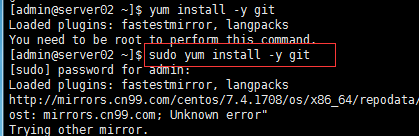 [admin@server02 ~]$ yum install -y git
Loaded plugins: fastestmirror, langpacks
You need to be root to perform this command.
[admin@server02 ~]$ sudo yum install -y git
[sudo] password for admin:
Loaded plugins: fastestmirror, langpacks
http://mirrors.cn99.com/centos/7.4.1708/os/x86_64/repodata/
ost: mirrors.cn99.com; Unknown error"
Trying other mirror.